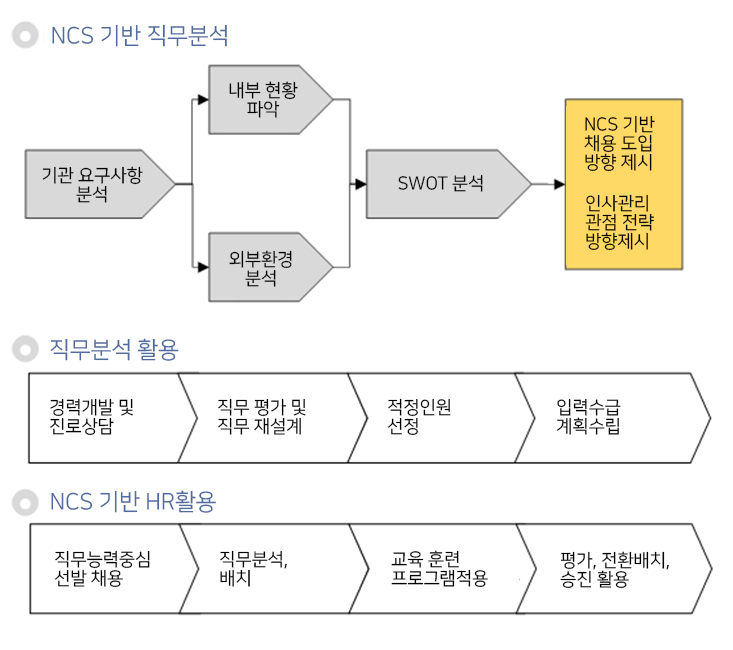 NCS 기반 직무분석
기관 요구사항
분석
내부 현황
파악
외부환경
분석
SWOT 분석
NCS 기반
채용 도입
방향 제시
인사관리
관점 전략
방향제시
직무분석 활용
경력개발 및
진로상담
직무 평가 및
직무 재설계
적정인원
선정
입력수급
계획수립
NCS 기반 HR활용
직무능력중심
선발 채용
직무분석,
배치
교육 훈련
프로그램적용
평가, 전환배치,
승진 활용